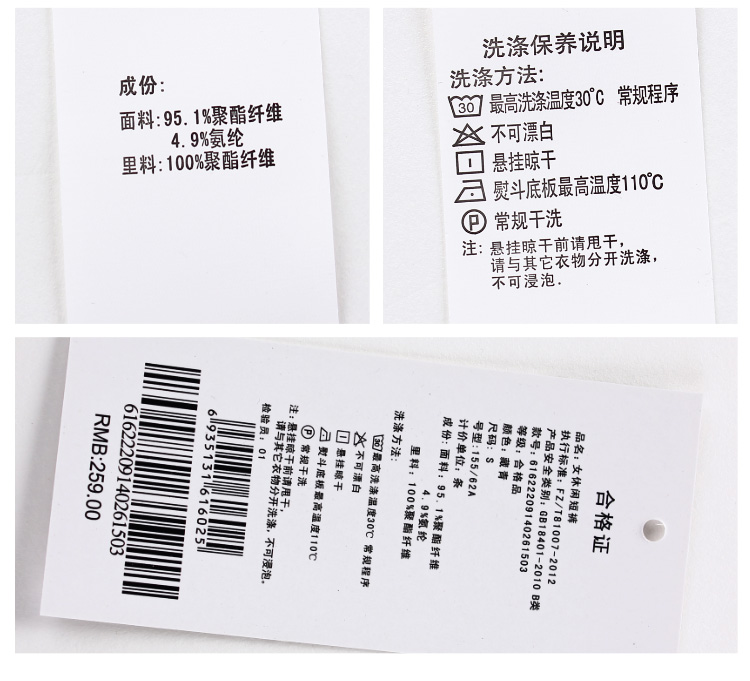 成份:
面料:95.1%聚酯纤维
4.9%氨纶
里料:100%聚酯纤维
洗涤保养说明
洗涤方法:
30 最高洗涤温度30℃ 常规程序
不可漂白
悬挂晾干
熨斗底板最高温度110℃
P 常规干洗
注: 悬挂晾干前请甩干,
请与其它衣物分开洗涤,
不可浸泡.
合格证
品名: 女休闲短裤
执行标准: FZ/T81007-2012
产品安全类别: GB18401-2010 B类
款号: 6162220914026​1503
等级: 合格品
颜色: 藏青
尺码: S
号型:155/62A
计价单位: 条
成份: 面料: 95.1%聚酯纤维
4.9%氨纶
里料: 100%聚酯纤维
洗涤方法:
最高洗涤温度30℃ 常规程序
不可漂白
悬挂晾干
熨斗底板最高温度110℃
P 常规干洗
注: 悬挂晾干前请甩干,
请与其它衣物分开洗涤, 不可浸泡。
检验员: 01
6935131616025
61622209140261503
RMB:259.00